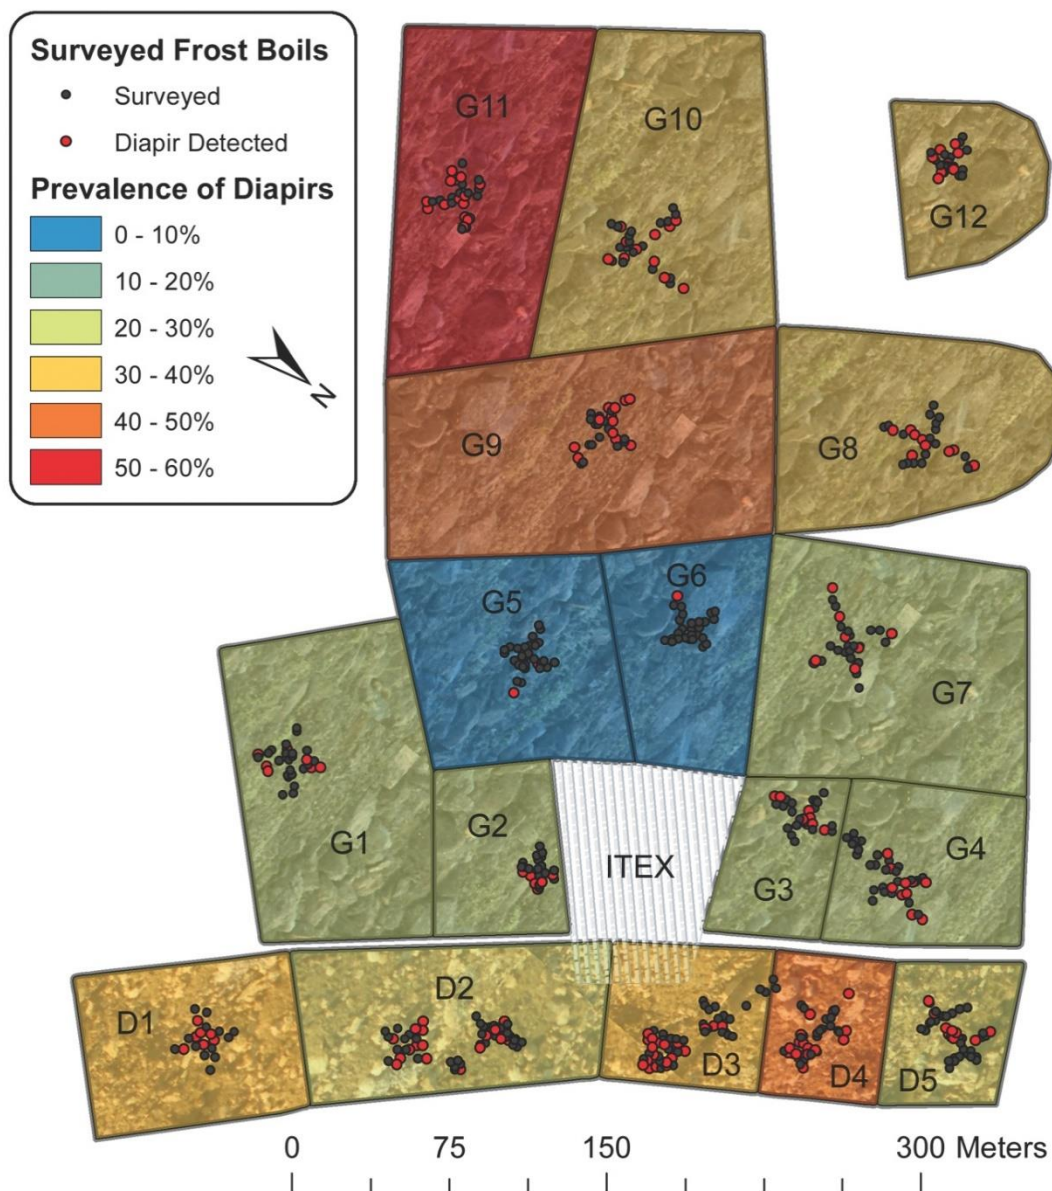 Surveyed Frost Boils
Surveyed
Diapir Detected
Prevalence of Diapirs
0 - 10%
10 - 20%
20 - 30%
30 - 40%
40 - 50%
50 - 60%
N
G11
G10
G12
G9
G8
G5
G6
G7
G1
G2
ITEX
G3
G4
D1
D2
D3
D4
D5
0 75 150 300 Meters